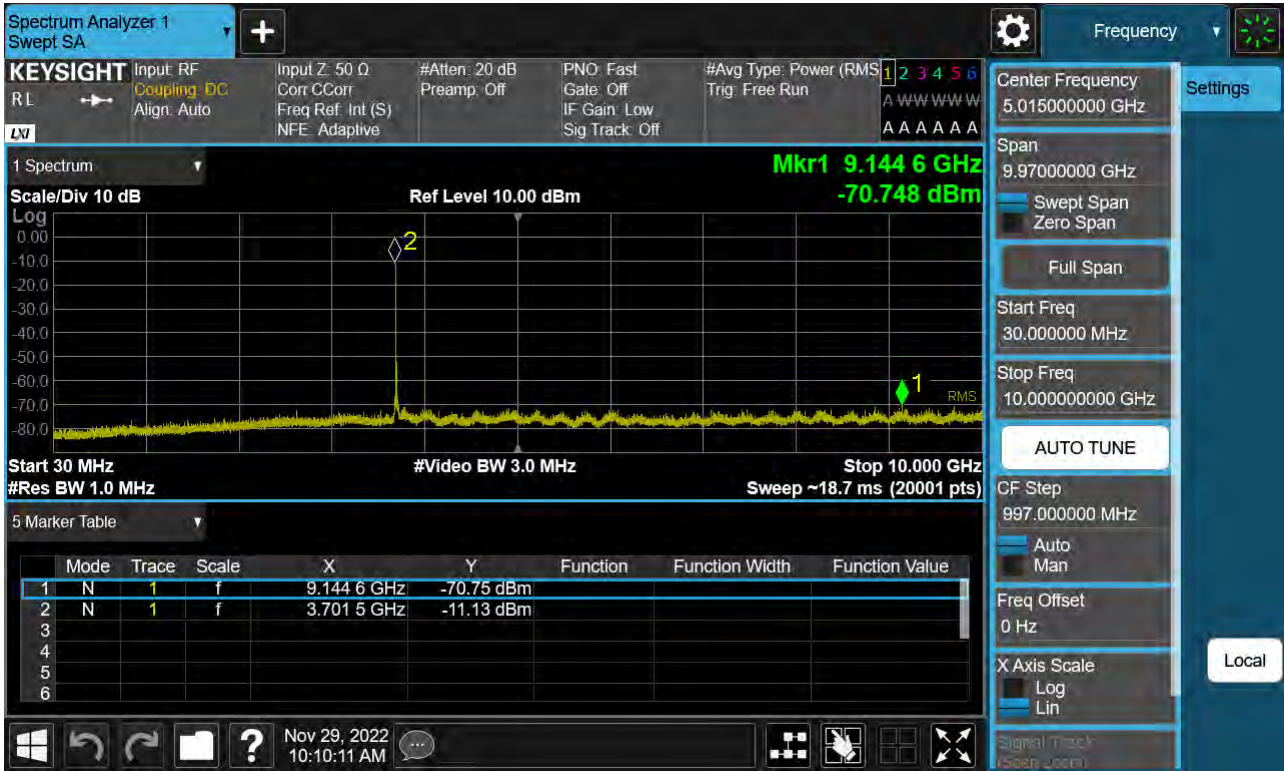 Spectrum Analyzer 1
Swept SA
Frequency
KEYSIGHT
RL
LXI
Input: RF
Coupling: DC
Align: Auto
Input Z: 50 Ω
Corr CCorr
Freq Ref: Int (S)
NFE: Adaptive
#Atten: 20 dB
Preamp: Off
PNO: Fast
Gate: Off
IF Gain: Low
Sig Track: Off
#Avg Type: Power (RMS
Trig: Free Run
1 2 3 4 5 6
A W W W W W
A A A A A A
1 Spectrum
Mkr1 9.144 6 GHz
-70.748 dBm
Scale/Div 10 dB
Ref Level 10.00 dBm
Log
0.00
-10.0
-20.0
-30.0
-40.0
-50.0
-60.0
-70.0
-80.0
2
1
RMS
Start 30 MHz
#Video BW 3.0 MHz
Stop 10.000 GHz
#Res BW 1.0 MHz
Sweep ~18.7 ms (20001 pts)
5 Marker Table
Mode Trace Scale X Y Function Function Width Function Value
1 N 1 f 9.144 6 GHz -70.75 dBm
2 N 1 f 3.701 5 GHz -11.13 dBm
3
4
5
6
Nov 29, 2022
10:10:11 AM
Center Frequency
5.015000000 GHz
Settings
Span
9.97000000 GHz
Swept Span
Zero Span
Full Span
Start Freq
30.000000 MHz
Stop Freq
10.000000000 GHz
AUTO TUNE
CF Step
997.000000 MHz
Auto
Man
Freq Offset
0 Hz
X Axis Scale
Log
Lin
Local
Signal Track
(Span Zoom)